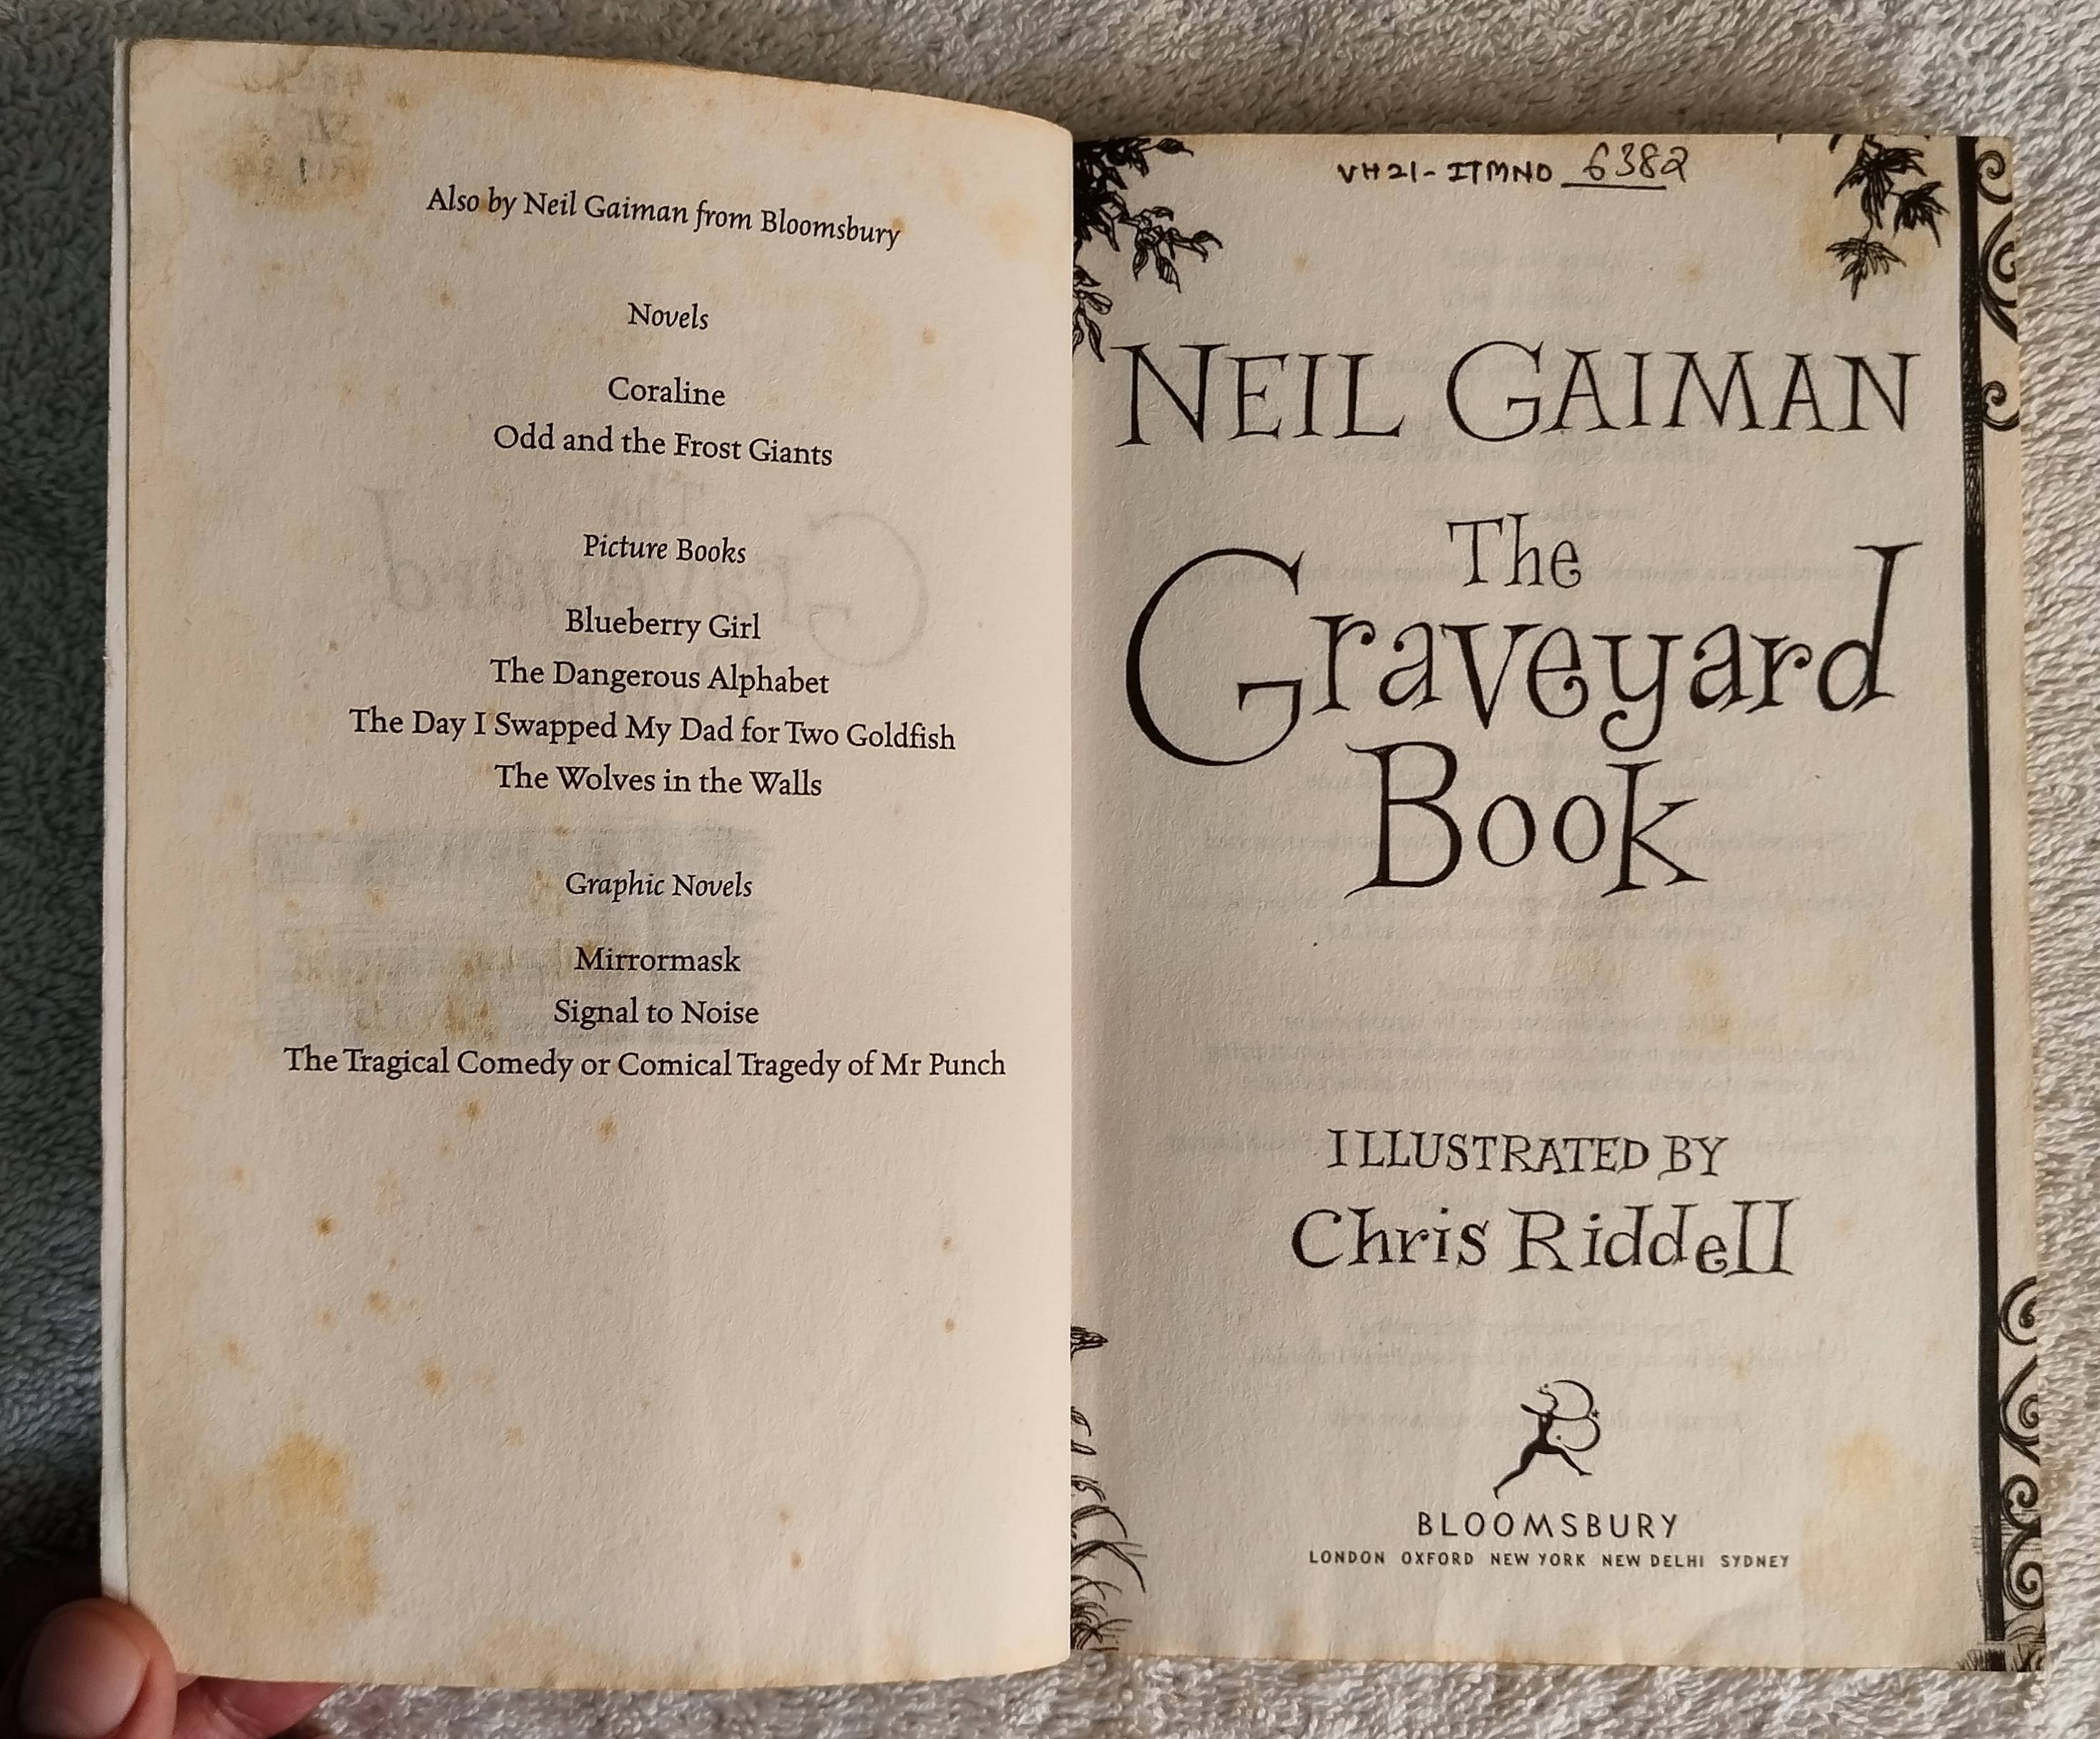 Also by Neil Gaiman from Bloomsbury
Novels
Coraline
Odd and the Frost Giants
Picture Books
Blueberry Girl
The Dangerous Alphabet
The Day I Swapped My Dad for Two Goldfish
The Wolves in the Walls
Graphic Novels
Mirrormask
Signal to Noise
The Tragical Comedy or Comical Tragedy of Mr Punch
VH21-ITMNO 6382
NEIL GAIMAN
The
Graveyard
Book
ILLUSTRATED BY
Chris Riddell
BLOOMSBURY
LONDON OXFORD NEW YORK NEW DELHI SYDNEY